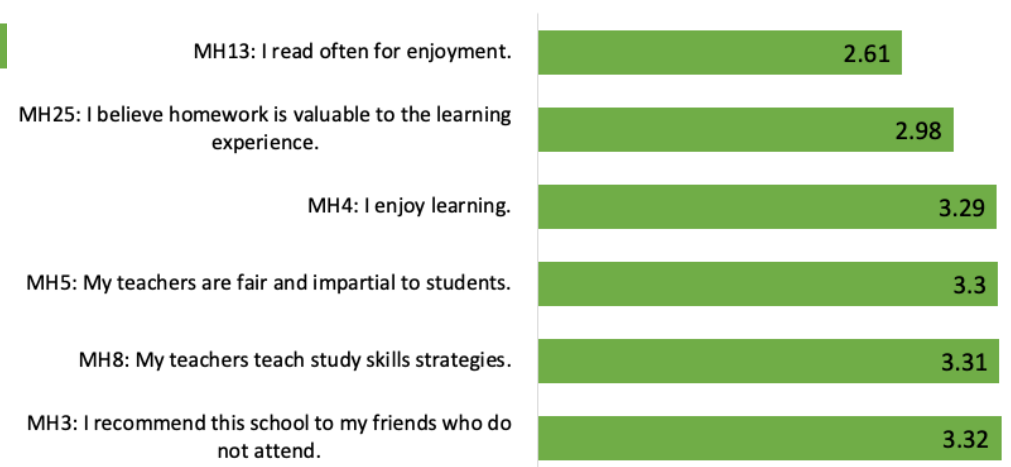 MH13: I read often for enjoyment.
2.61
MH25: I believe homework is valuable to the learning
experience.
2.98
MH4: I enjoy learning.
3.29
MH5: My teachers are fair and impartial to students.
3.3
MH8: My teachers teach study skills strategies.
3.31
MH3: I recommend this school to my friends who do
not attend.
3.32